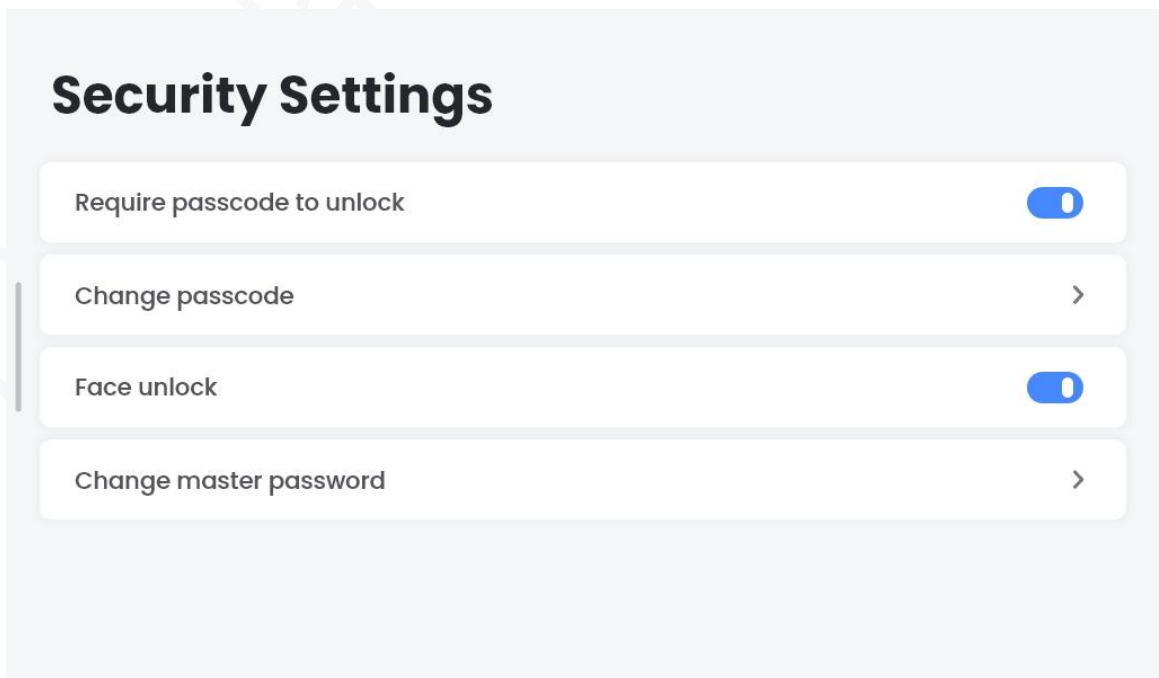 Security Settings
Require passcode to unlock
Change passcode
Face unlock
Change master password